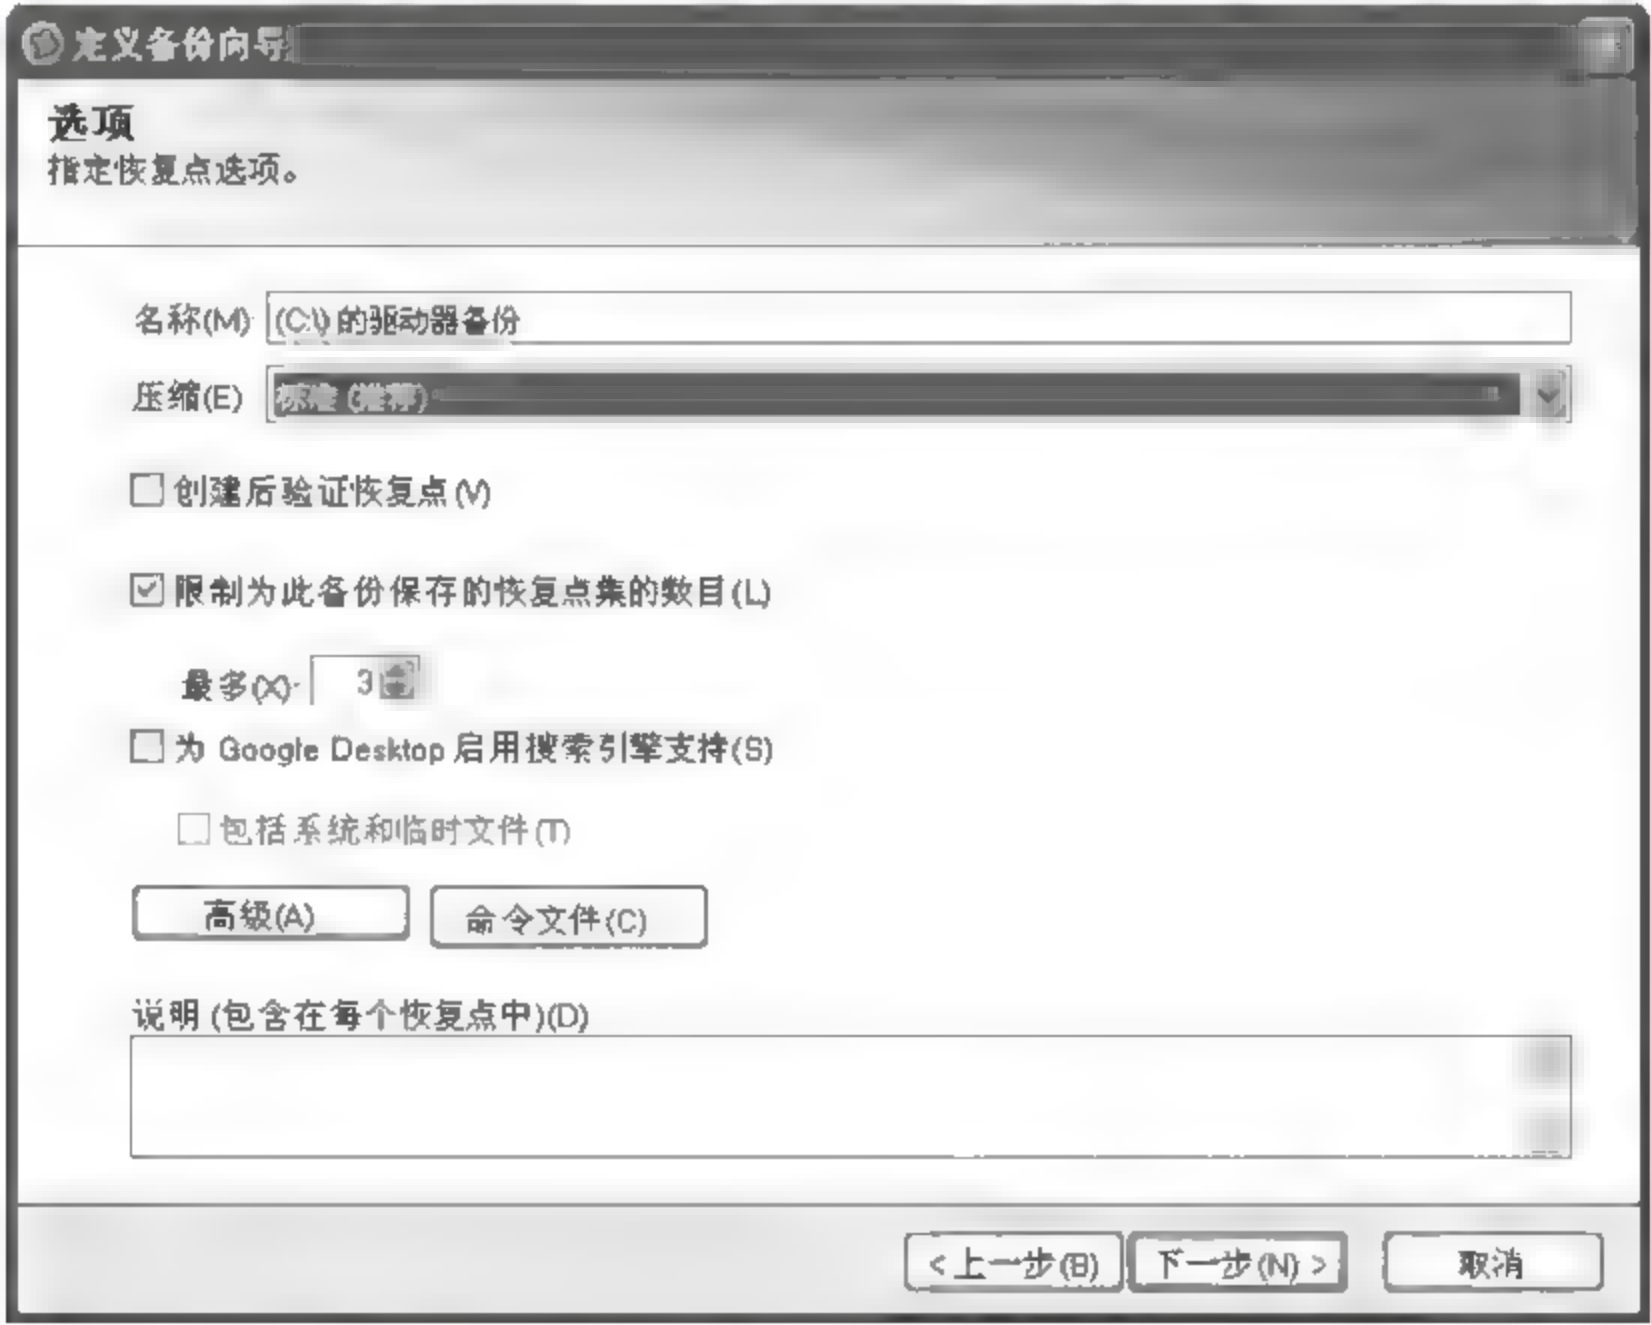 定义备份向导
选项
指定恢复点选项。
名称(M) (C:\) 的驱动器备份
压缩(E) 标准 (推荐)
创建后验证恢复点(V)
限制为此备份保存的恢复点集的数目(L)
最多(X) 3
为 Google Desktop 启用搜索引擎支持(S)
包括系统和临时文件(T)
高级(A) 命令文件(C)
说明 (包含在每个恢复点中)(D)
< 上一步(B) 下一步(N) > 取消